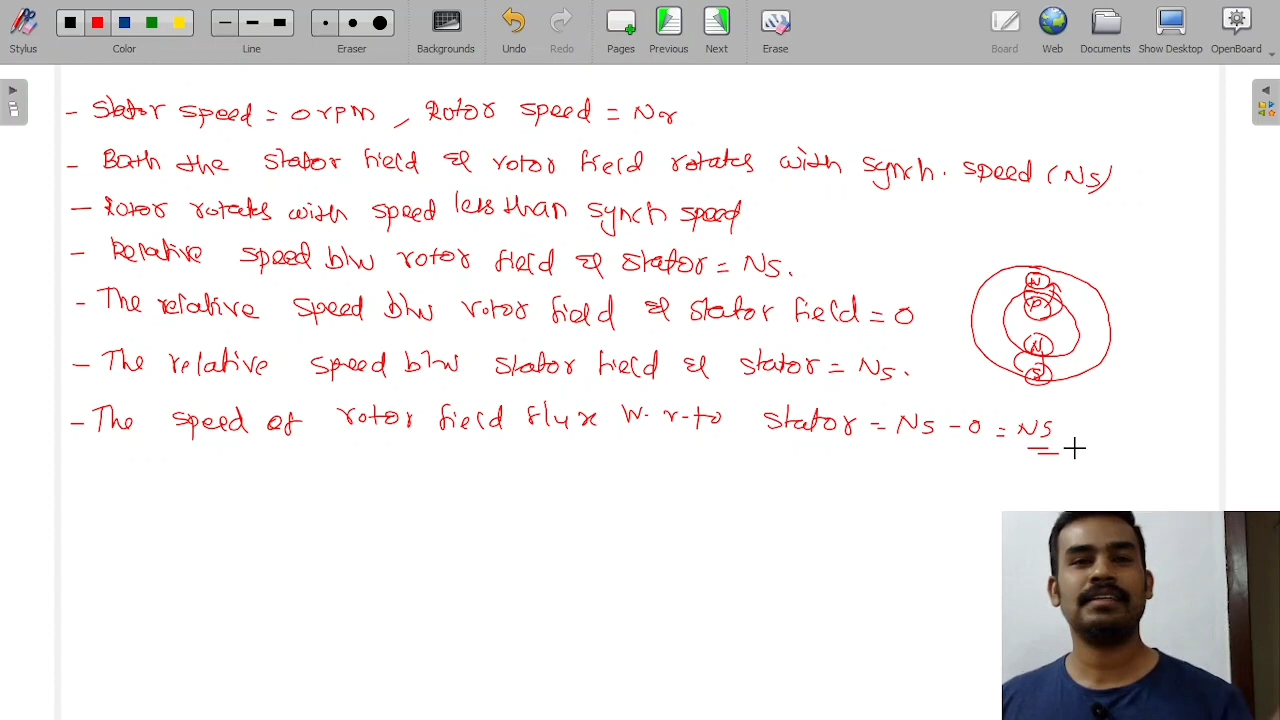 Stylus Color Line Eraser Backgrounds Undo Redo Pages Previous Next Erase Board Web Documents Show Desktop OpenBoard
- Stator speed = 0 rpm, Rotor speed = Nr
- Both the stator field & rotor field rotates with synch. speed (Ns)
- Rotor rotates with speed less than synch speed
- Relative speed b/w rotor field & stator = Ns.
- The relative speed b/w rotor field & stator field = 0
- The relative speed b/w stator field & stator = Ns.
- The speed of rotor field flux w.r.to stator = Ns - 0 = Ns
N
N
S